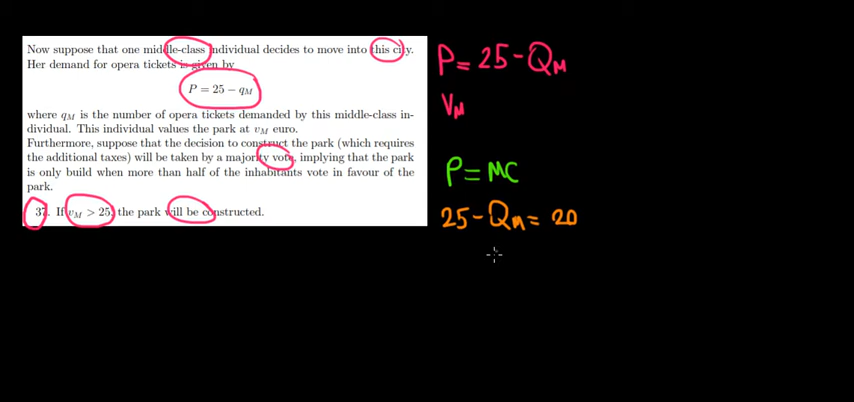 Now suppose that one middle-class individual decides to move into this city.
Her demand for opera tickets is given by
P = 25 − qM
where qM is the number of opera tickets demanded by this middle-class in-
dividual. This individual values the park at vM euro.
Furthermore, suppose that the decision to construct the park (which requires
the additional taxes) will be taken by a majority vote, implying that the park
is only build when more than half of the inhabitants vote in favour of the
park.
37. If vM > 25, the park will be constructed.
P = 25 - QM
VM
P = MC
25 - QM = 20